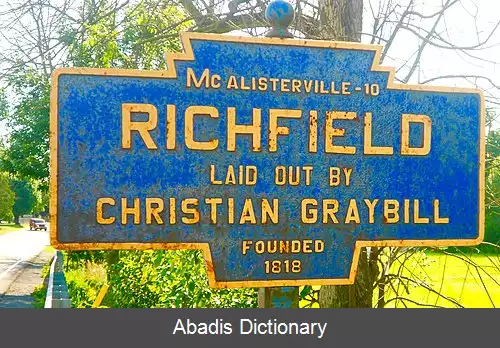 McALISTERVILLE-10
RICHFIELD
LAID OUT BY
CHRISTIAN GRAYBILL
FOUNDED
1818
Abadis Dictionary